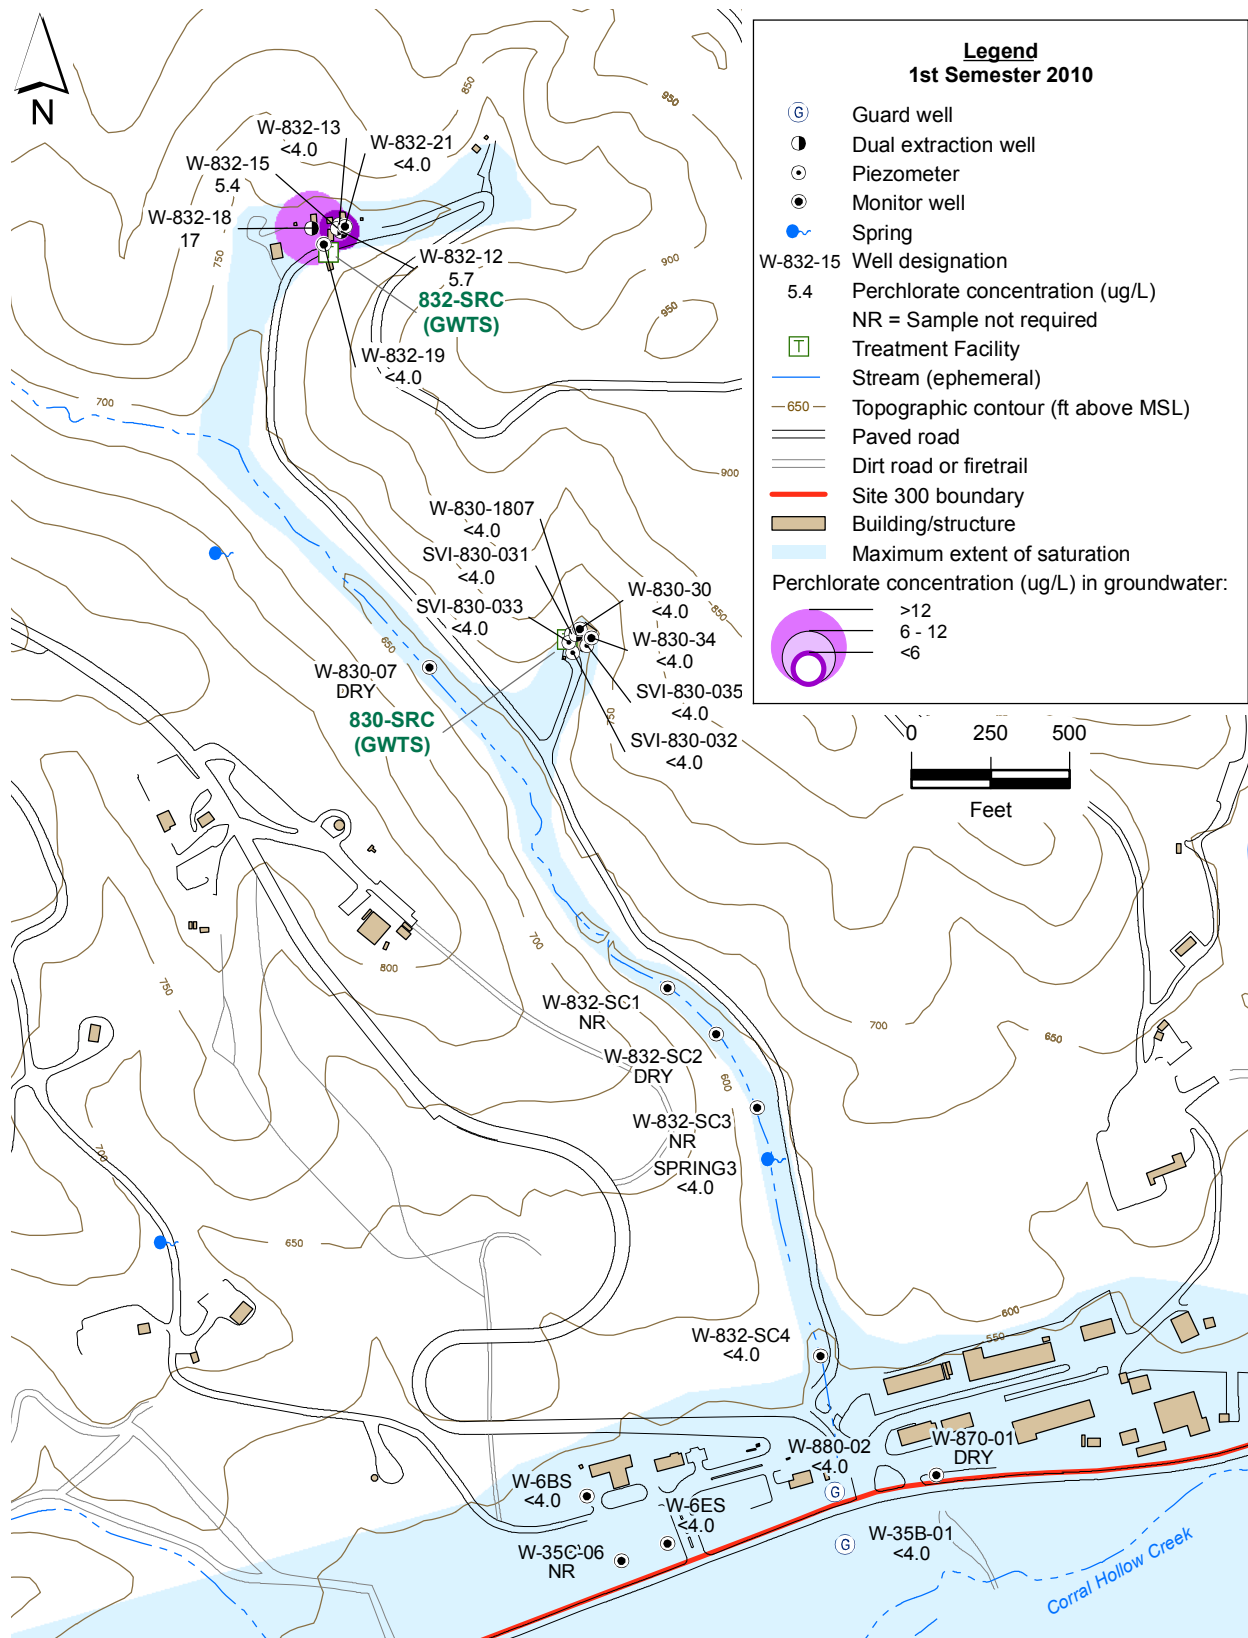 N
850
950
W-832-13
<4.0
W-832-21
<4.0
W-832-15
5.4
W-832-18
17
750
W-832-12
5.7
832-SRC
(GWTS)
900
950
W-832-19
<4.0
700
900
W-830-1807
<4.0
SVI-830-031
<4.0
SVI-830-033
<4.0
W-830-30
<4.0
850
W-830-34
<4.0
650
W-830-07
DRY
SVI-830-035
<4.0
750
830-SRC
(GWTS)
SVI-830-032
<4.0
Legend
1st Semester 2010
G Guard well
Dual extraction well
Piezometer
Monitor well
Spring
W-832-15 Well designation
5.4 Perchlorate concentration (ug/L)
NR = Sample not required
T Treatment Facility
Stream (ephemeral)
650 Topographic contour (ft above MSL)
Paved road
Dirt road or firetrail
Site 300 boundary
Building/structure
Maximum extent of saturation
Perchlorate concentration (ug/L) in groundwater:
>12
6 - 12
<6
0 250 500
Feet
700
800
750
W-832-SC1
NR
700
650
W-832-SC2
DRY
600
W-832-SC3
NR
SPRING3
<4.0
700
650
600
550
W-832-SC4
<4.0
W-880-02
<4.0
W-870-01
DRY
W-6BS
<4.0
G
W-6ES
<4.0
G
W-35B-01
<4.0
W-35C-06
NR
Corral Hollow Creek